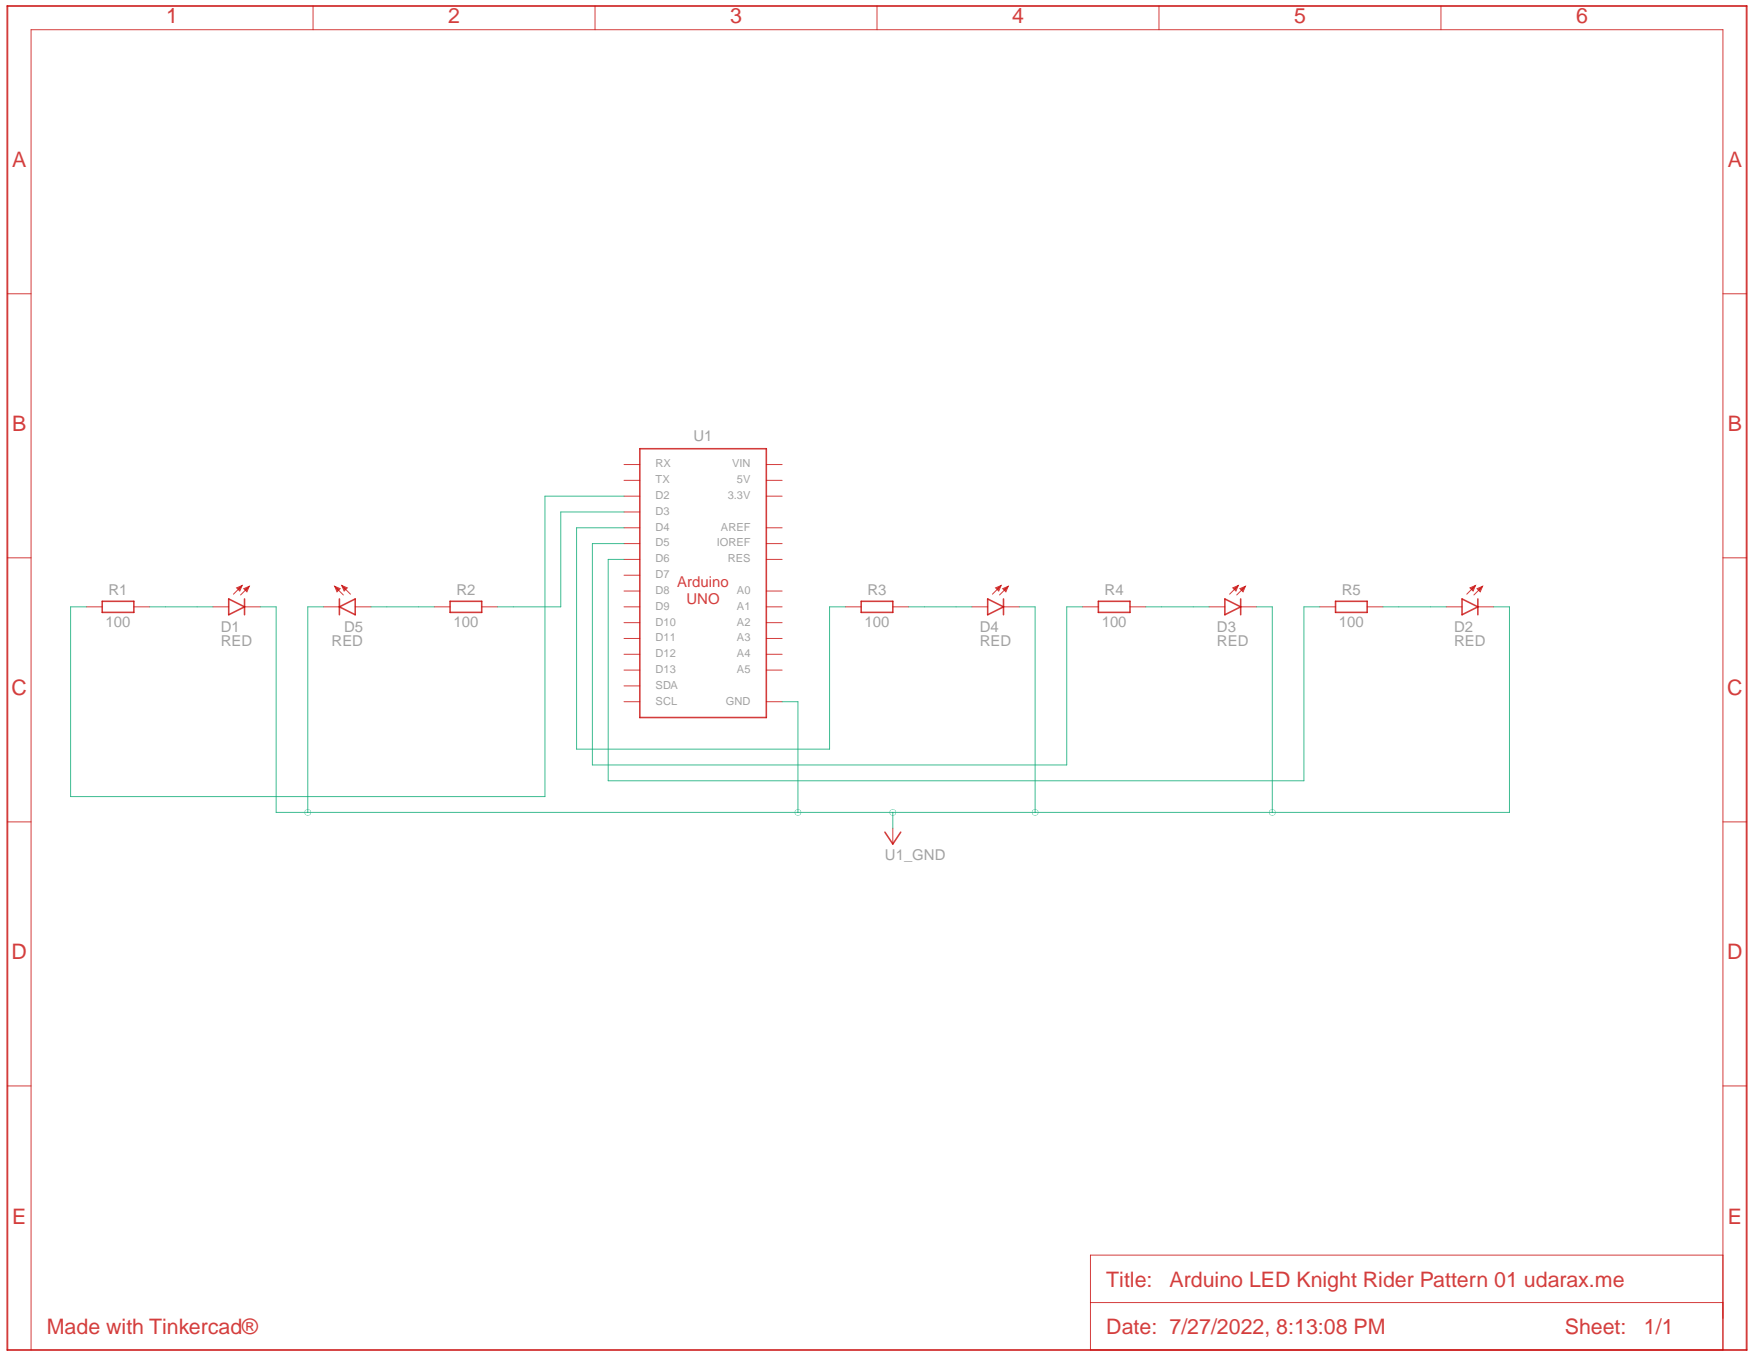 1 2 3 4 5 6
A A
B B
U1
RX VIN
TX 5V
D2 3.3V
D3
D4 AREF
D5 IOREF
D6 RES
D7
Arduino
D8 A0
UNO
D9 A1
D10 A2
D11 A3
D12 A4
D13 A5
SDA
SCL GND
R1 R2 R3 R4 R5
100 D1 D5 100 100 D4 100 D3 100 D2
RED RED RED RED RED
C C
U1_GND
D D
E E
Title: Arduino LED Knight Rider Pattern 01 udarax.me
Made with Tinkercad®
Date: 7/27/2022, 8:13:08 PM Sheet: 1/1